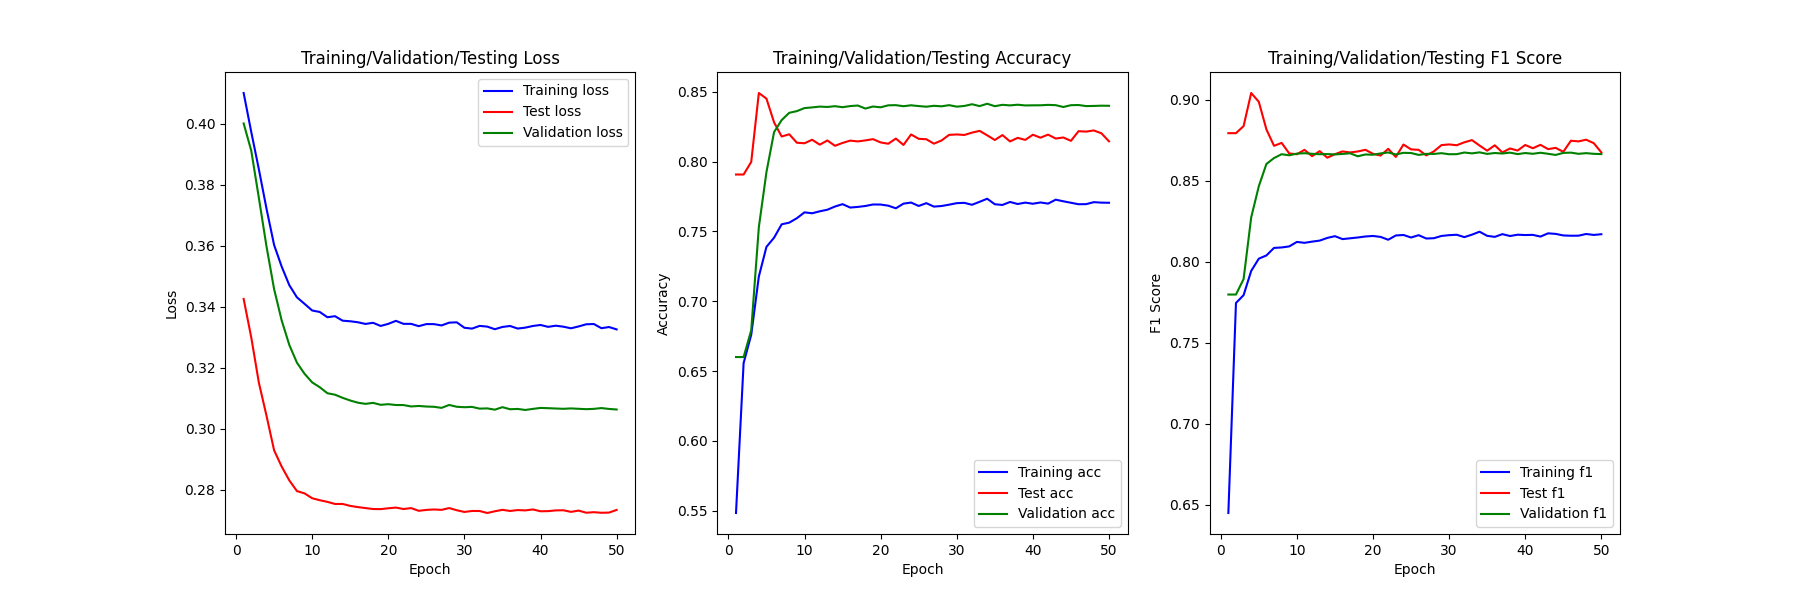 Training/Validation/Testing Loss
Loss
0.40
0.38
0.36
0.34
0.32
0.30
0.28
0 10 20 30 40 50
Epoch
Training loss
Test loss
Validation loss
Training/Validation/Testing Accuracy
Accuracy
0.85
0.80
0.75
0.70
0.65
0.60
0.55
0 10 20 30 40 50
Epoch
Training acc
Test acc
Validation acc
Training/Validation/Testing F1 Score
F1 Score
0.90
0.85
0.80
0.75
0.70
0.65
0 10 20 30 40 50
Epoch
Training f1
Test f1
Validation f1